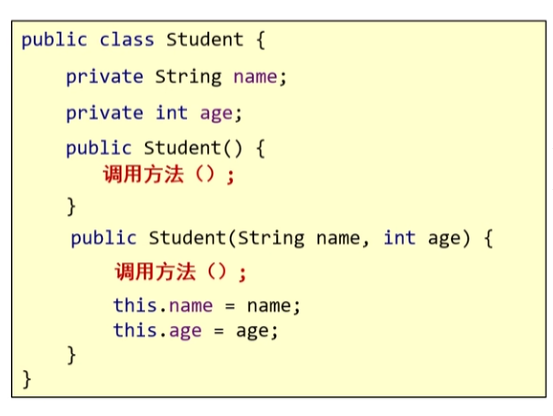 public class Student {
private String name;
private int age;
public Student() {
调用方法（）;
}
public Student(String name, int age) {
调用方法（）;
this.name = name;
this.age = age;
}
}